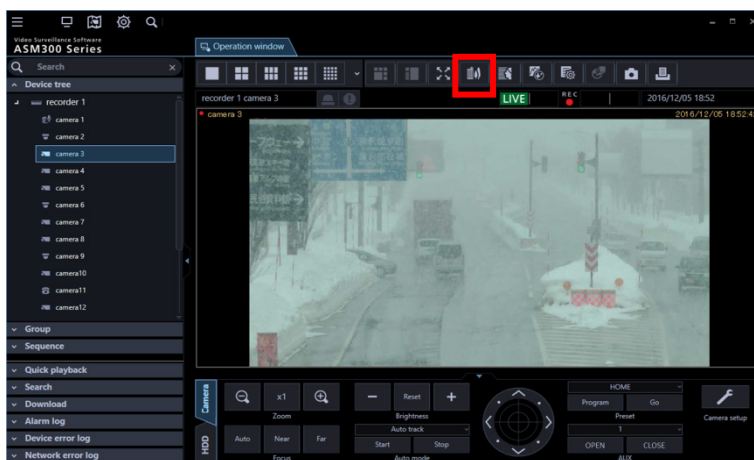 Video Surveillance Software
ASM300 Series
Operation window
Search
Device tree
recorder 1
camera 1
camera 2
camera 3
camera 4
camera 5
camera 6
camera 7
camera 8
camera 9
camera10
camera11
camera12
Group
Sequence
Quick playback
Search
Download
Alarm log
Device error log
Network error log
recorder 1 camera 3
LIVE
REC
2016/12/05 18:52
camera 3
2016/12/05 18:52:4
Camera
HDD
x1
Zoom
Auto
Near
Far
Focus
Reset
Brightness
Auto track
Start
Stop
Auto mode
HOME
Program
Go
Preset
1
OPEN
CLOSE
AUX
Camera setup